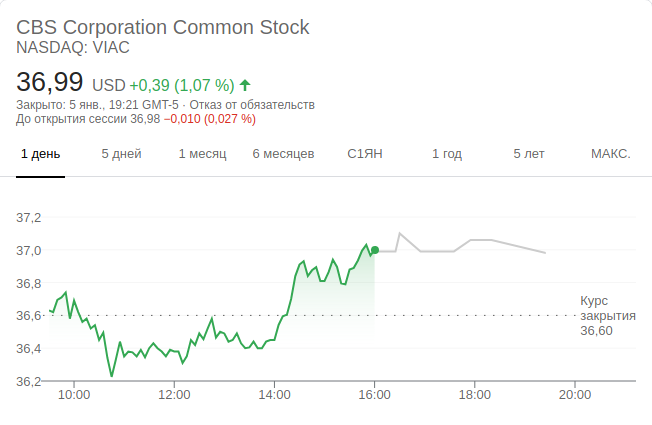 CBS Corporation Common Stock
NASDAQ: VIAC
36,99 USD +0,39 (1,07 %)
Закрыто: 5 янв., 19:21 GMT-5 · Отказ от обязательств
До открытия сессии 36,98 −0,010 (0,027 %)
1 день 5 дней 1 месяц 6 месяцев С1ЯН 1 год 5 лет МАКС.
37,2
37,0
36,8
36,6
36,4
36,2
Курс
закрытия
36,60
10:00 12:00 14:00 16:00 18:00 20:00